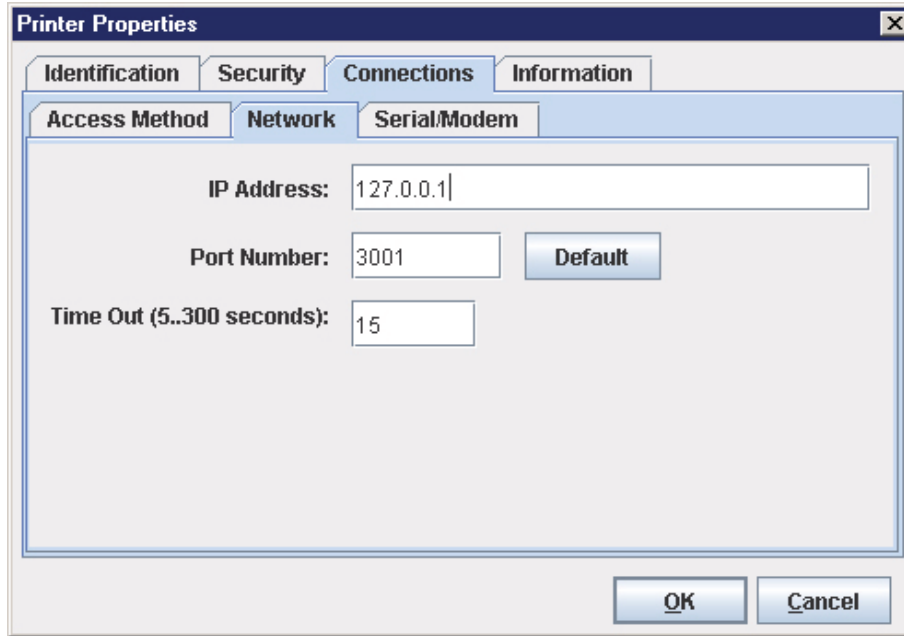 Printer Properties
Identification Security Connections Information
Access Method Network Serial/Modem
IP Address: 127.0.0.1
Port Number: 3001 Default
Time Out (5..300 seconds): 15
OK Cancel